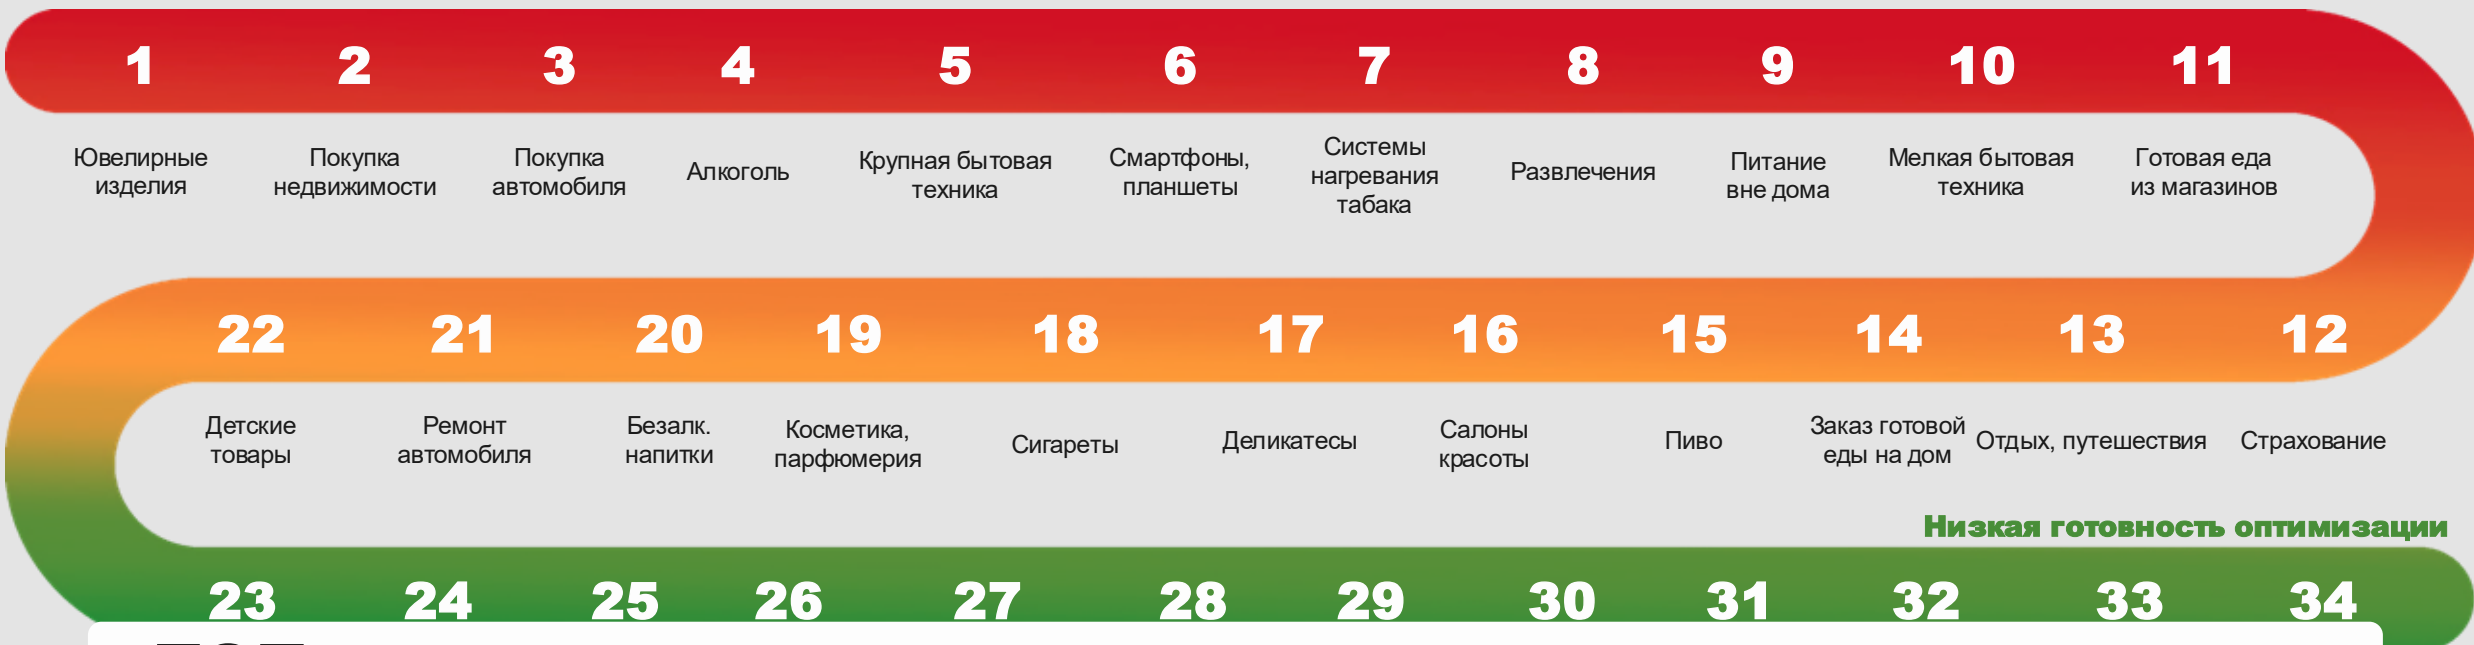 1 2 3 4 5 6 7 8 9 10 11
Ювелирные
изделия
Покупка
недвижимости
Покупка
автомобиля
Алкоголь
Крупная бытовая
техника
Смартфоны,
планшеты
Системы
нагревания
табака
Развлечения
Питание
вне дома
Мелкая бытовая
техника
Готовая еда
из магазинов
22 21 20 19 18 17 16 15 14 13 12
Детские
товары
Ремонт
автомобиля
Безалк.
напитки
Косметика,
парфюмерия
Сигареты
Деликатесы
Салоны
красоты
Пиво
Заказ готовой
еды на дом
Отдых, путешествия
Страхование
Низкая готовность оптимизации
23 24 25 26 27 28 29 30 31 32 33 34